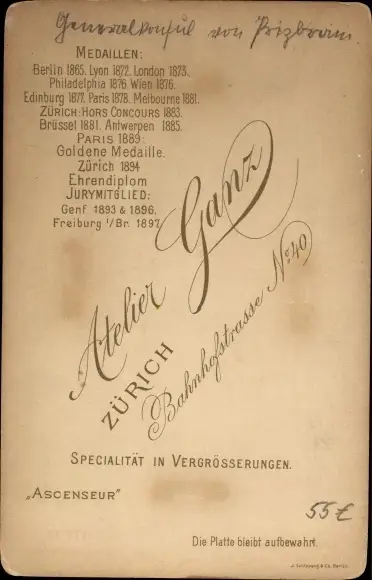 Generalkonsul von
MEDAILLEN:
Berlin 1865. Lyon 1872. London 1873.
Philadelphia 1876. Wien 1876.
Edinburg 1877. Paris 1878. Melbourne 1881.
ZÜRICH: HORS CONCOURS 1883.
Brüssel 1881. Antwerpen 1885.
PARIS 1889:
Goldene Medaille.
Zürich 1894
Ehrendiplom
JURYMITGLIED:
Genf 1893 & 1896.
Freiburg i/Br. 1897
Atelier Ganz
ZÜRICH
Bahnhofstrasse No 40
SPECIALITÄT IN VERGRÖSSERUNGEN.
„ASCENSEUR"
55 €
Die Platte bleibt aufbewahrt.